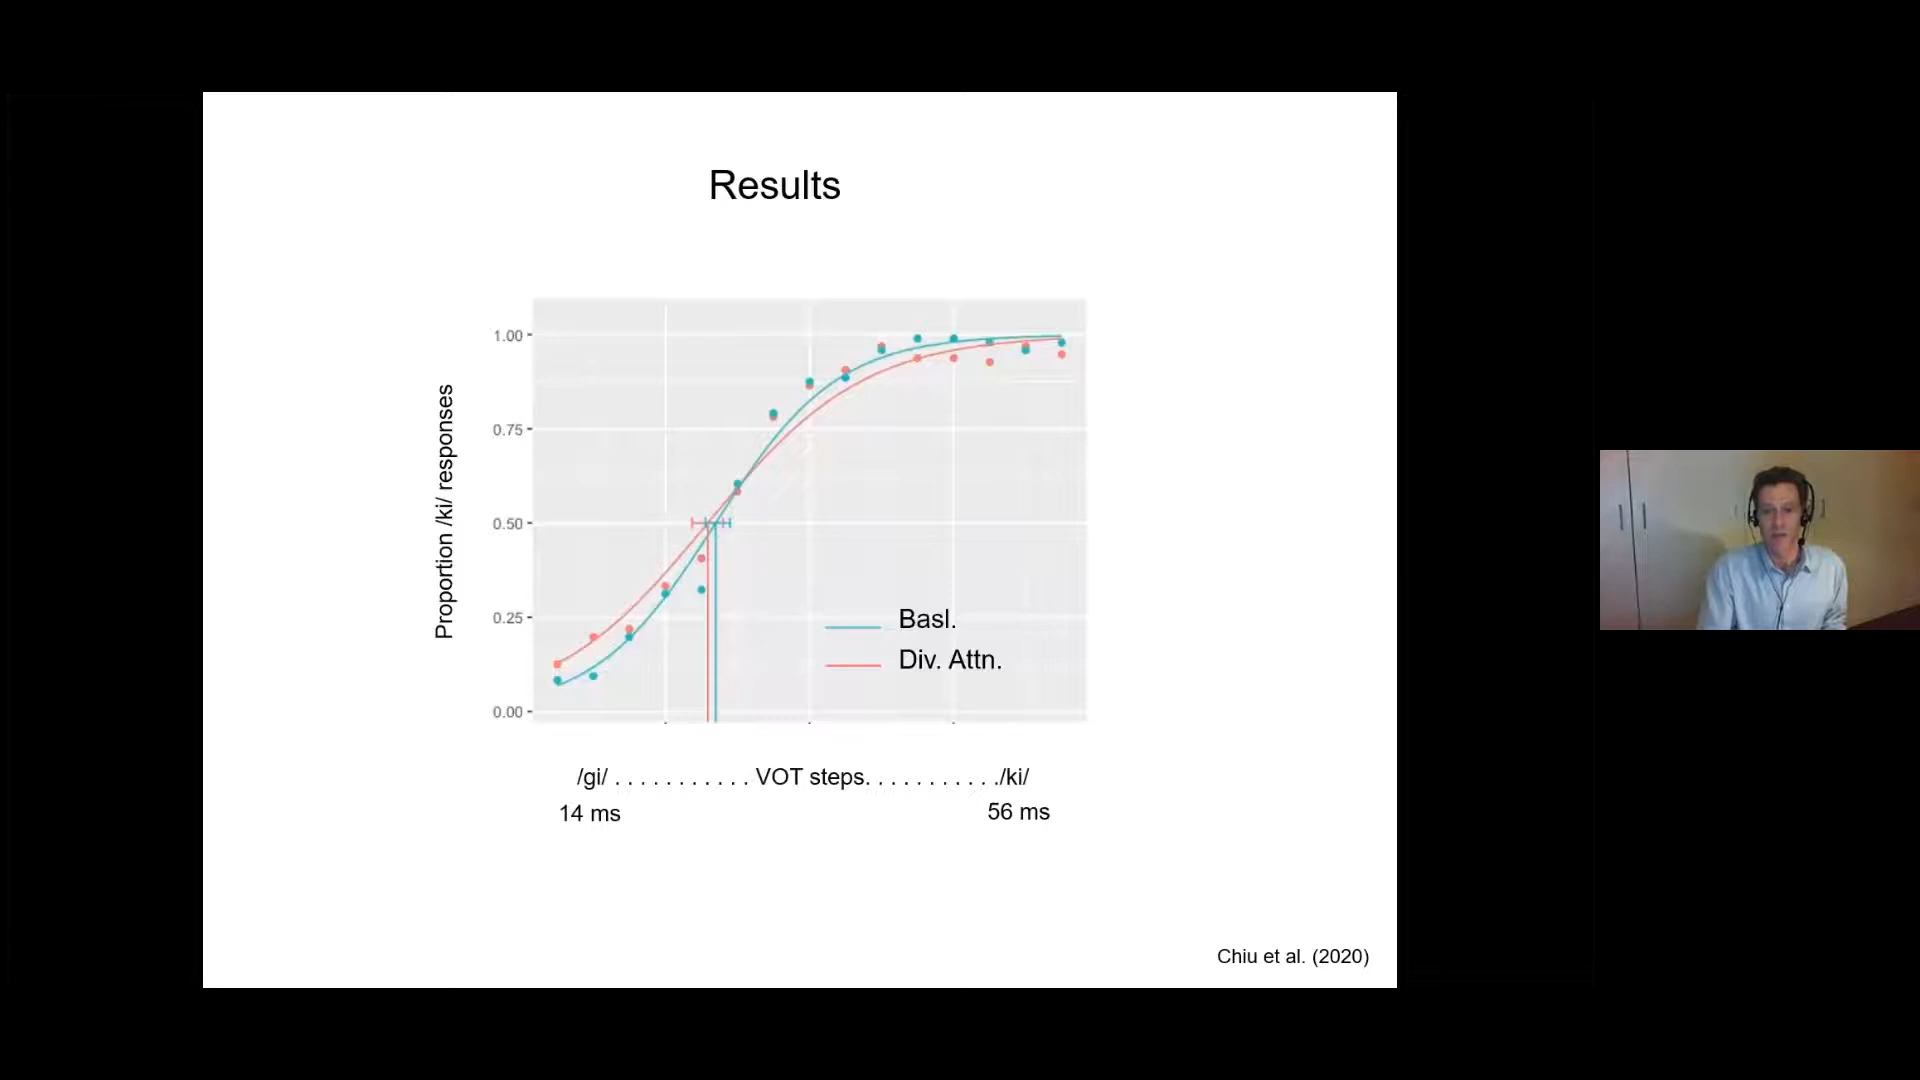 Results
Proportion /ki/ responses
1.00
0.75
0.50
0.25
0.00
Basl.
Div. Attn.
/gi/ . . . . . . . . . . . VOT steps. . . . . . . . . . ./ki/
14 ms
56 ms
Chiu et al. (2020)